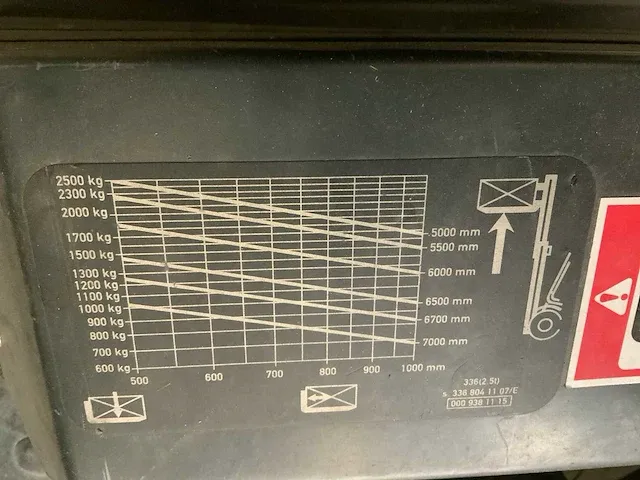 2500 kg
2300 kg
2000 kg
1700 kg
1500 kg
1300 kg
1200 kg
1100 kg
1000 kg
900 kg
800 kg
700 kg
600 kg
5000 mm
5500 mm
6000 mm
6500 mm
6700 mm
7000 mm
500 600 700 800 900 1000 mm
336(2.5t)
s 336 804 11 07/E
000 938 11 15